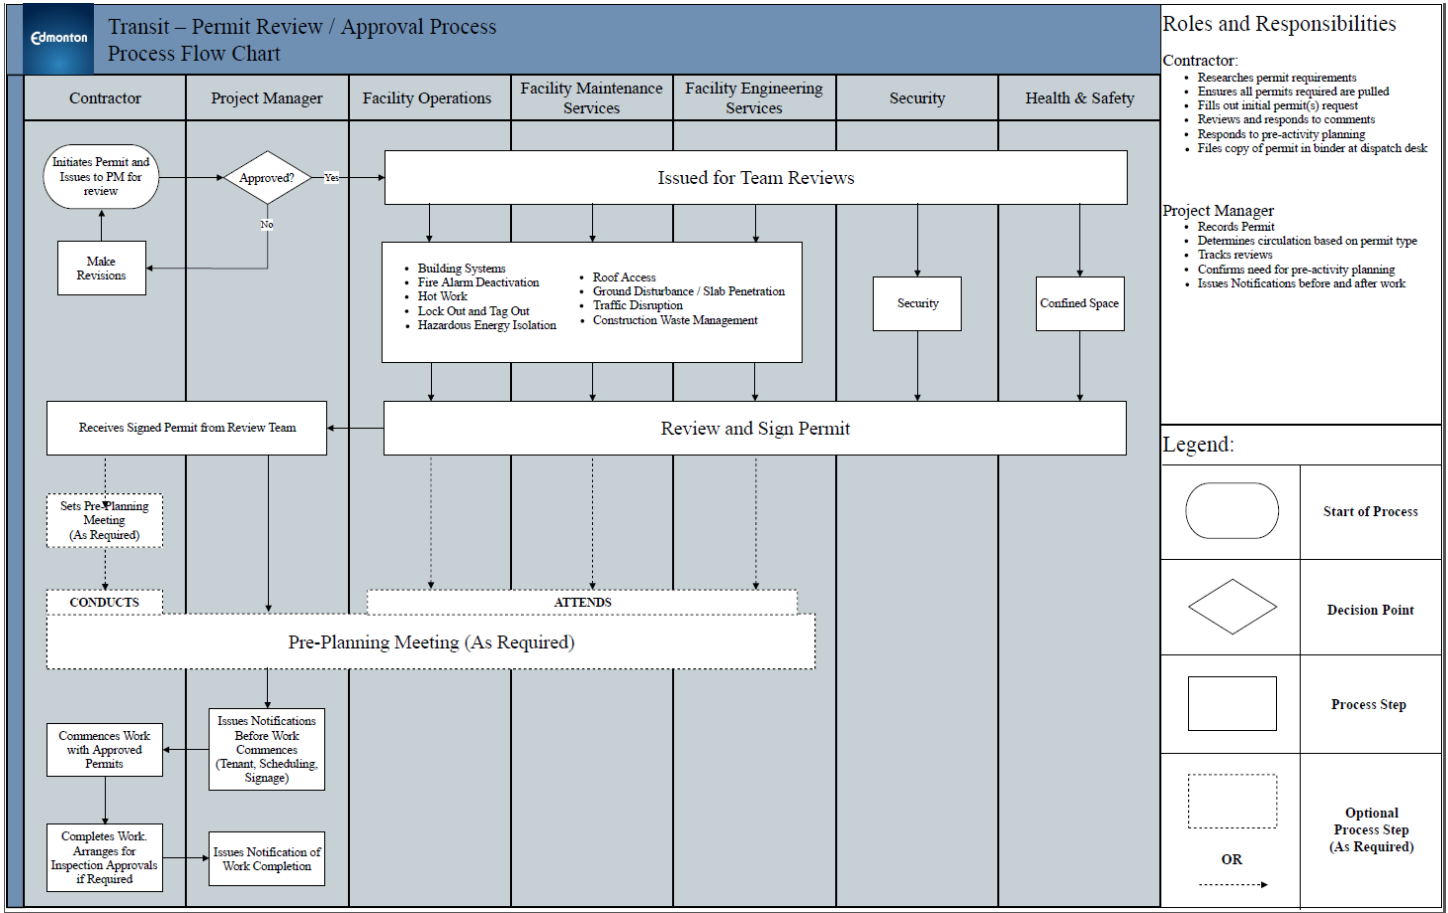 Edmonton
Transit – Permit Review / Approval Process
Process Flow Chart
Contractor
Project Manager
Facility Operations
Facility Maintenance
Services
Facility Engineering
Services
Security
Health & Safety
Initiates Permit and
Issues to PM for
review
Approved?
Yes
Issued for Team Reviews
No
Make
Revisions
• Building Systems
• Fire Alarm Deactivation
• Hot Work
• Lock Out and Tag Out
• Hazardous Energy Isolation
• Roof Access
• Ground Disturbance / Slab Penetration
• Traffic Disruption
• Construction Waste Management
Security
Confined Space
Receives Signed Permit from Review Team
Review and Sign Permit
Sets Pre-Planning
Meeting
(As Required)
CONDUCTS
ATTENDS
Pre-Planning Meeting (As Required)
Issues Notifications
Before Work
Commences
(Tenant, Scheduling,
Signage)
Commences Work
with Approved
Permits
Completes Work.
Arranges for
Inspection Approvals
if Required
Issues Notification of
Work Completion
Roles and Responsibilities
Contractor:
• Researches permit requirements
• Ensures all permits required are pulled
• Fills out initial permit(s) request
• Reviews and responds to comments
• Responds to pre-activity planning
• Files copy of permit in binder at dispatch desk
Project Manager
• Records Permit
• Determines circulation based on permit type
• Tracks reviews
• Confirms need for pre-activity planning
• Issues Notifications before and after work
Legend:
Start of Process
Decision Point
Process Step
Optional
Process Step
(As Required)
OR